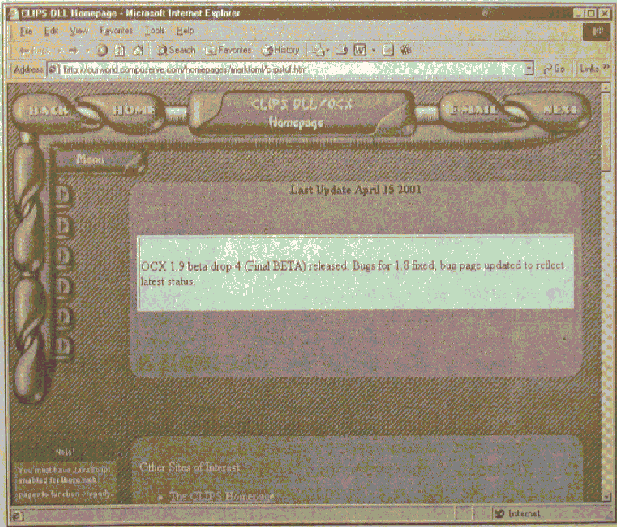 CLIPS DLL Homepage - Microsoft Internet Explorer
File Edit View Favorites Tools Help
Search Favorites History
Address Go Links »
BACK HOME CLIPS DLL/OCX E-MAIL NEXT
Homepage
Menu
Last Update April 15 2001
OCX 1.9 beta drop 4 (Final BETA) released. Bugs for 1.8 fixed, bug page updated to reflect
latest status.
Note!
You must have JavaScript
enabled for these web
pages to function properly.
Other Sites of Interest
The CLIPS Homepage
Internet